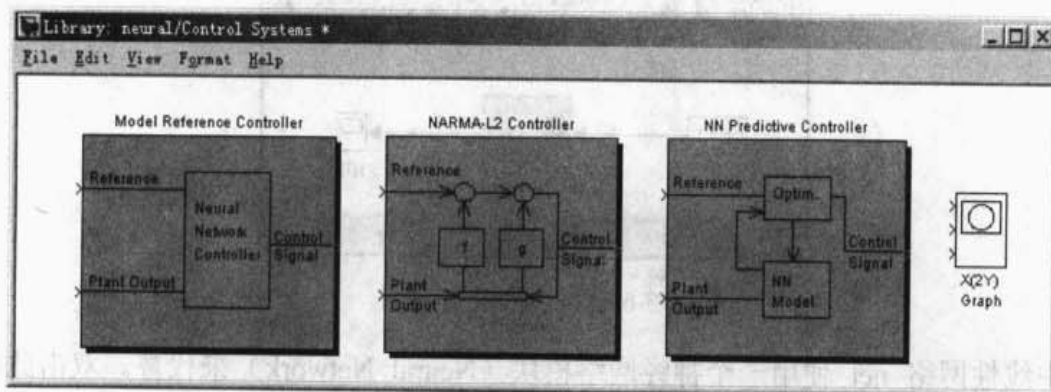 Library: neural/Control Systems *
File Edit View Format Help
Model Reference Controller
Reference
Neural
Network
Controller
Control
Signal
Plant Output
NARMA-L2 Controller
Reference
f
g
Control
Signal
Plant
Output
NN Predictive Controller
Reference
Optim.
Control
Signal
NN
Model
Plant
Output
X(2Y)
Graph